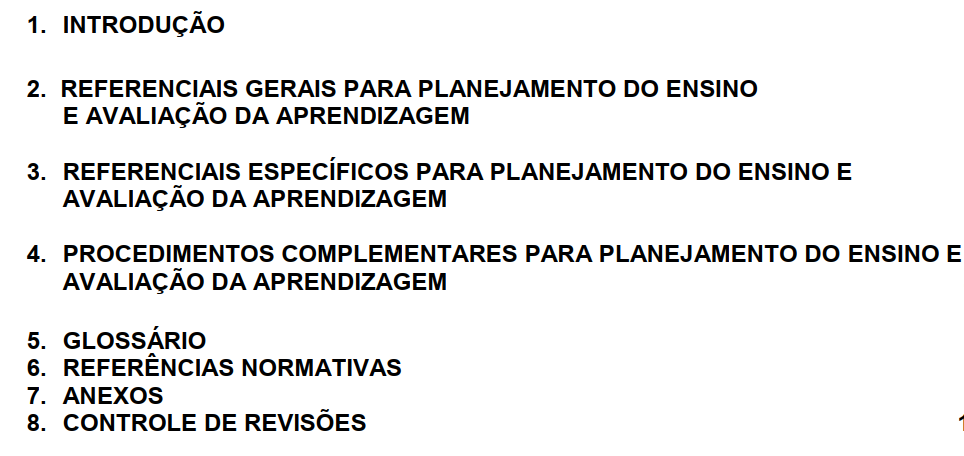 1. INTRODUÇÃO
2. REFERENCIAIS GERAIS PARA PLANEJAMENTO DO ENSINO
E AVALIAÇÃO DA APRENDIZAGEM
3. REFERENCIAIS ESPECÍFICOS PARA PLANEJAMENTO DO ENSINO E
AVALIAÇÃO DA APRENDIZAGEM
4. PROCEDIMENTOS COMPLEMENTARES PARA PLANEJAMENTO DO ENSINO E
AVALIAÇÃO DA APRENDIZAGEM
5. GLOSSÁRIO
6. REFERÊNCIAS NORMATIVAS
7. ANEXOS
8. CONTROLE DE REVISÕES